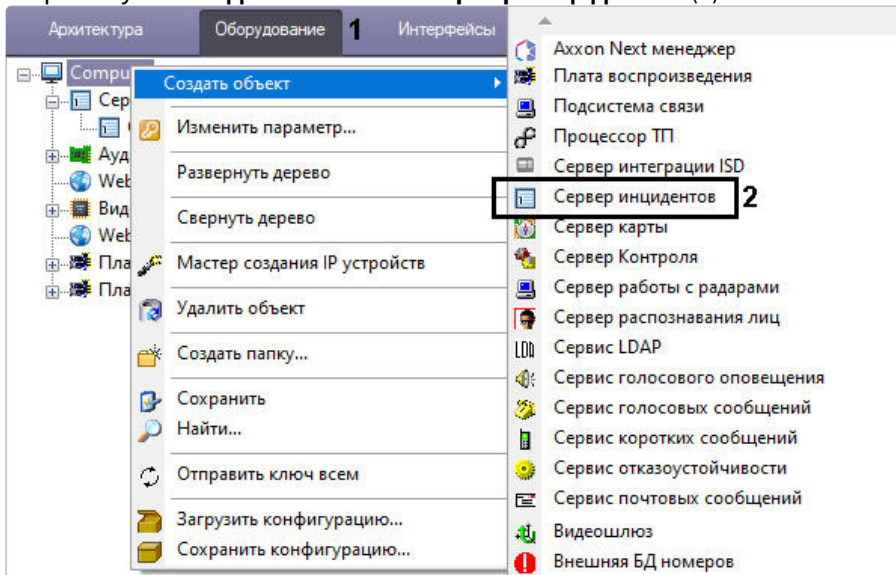 Архитектура Оборудование 1 Интерфейсы
Сер
Ауд
Web
Вид
Web
Пла
Пла
Создать объект
Изменить параметр...
Развернуть дерево
Свернуть дерево
Мастер создания IP устройств
Удалить объект
Создать папку...
Сохранить
Найти...
Отправить ключ всем
Загрузить конфигурацию...
Сохранить конфигурацию...
Axxon Next менеджер
Плата воспроизведения
Подсистема связи
Процессор ТП
Сервер интеграции ISD
Сервер инцидентов 2
Сервер карты
Сервер Контроля
Сервер работы с радарами
Сервер распознавания лиц
Сервис LDAP
Сервис голосового оповещения
Сервис голосовых сообщений
Сервис коротких сообщений
Сервис отказоустойчивости
Сервис почтовых сообщений
Видеошлюз
Внешняя БД номеров